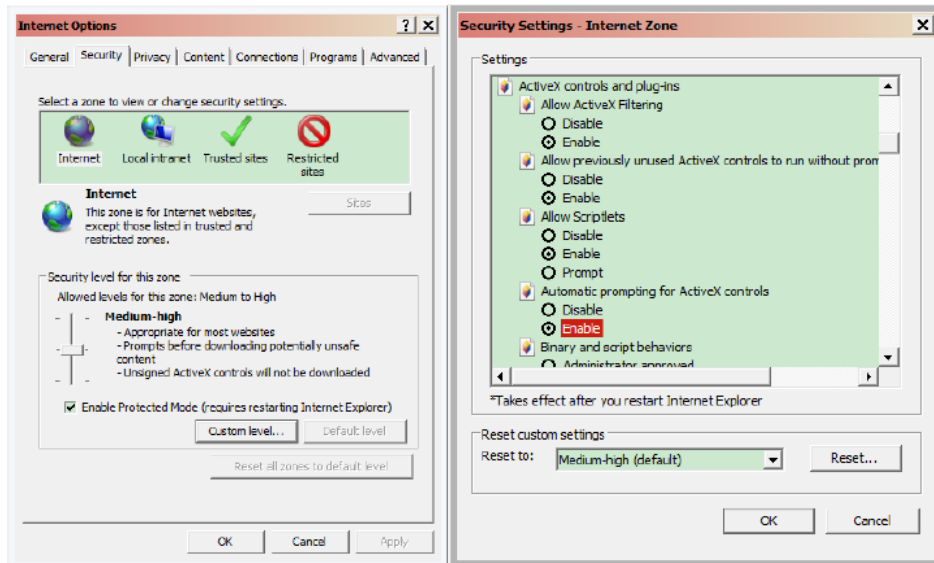 Internet Options
General Security Privacy Content Connections Programs Advanced
Select a zone to view or change security settings.
Internet Local intranet Trusted sites Restricted
sites
Internet
This zone is for Internet websites,
except those listed in trusted and
restricted zones.
Sites
Security level for this zone
Allowed levels for this zone: Medium to High
Medium-high
- Appropriate for most websites
- Prompts before downloading potentially unsafe
content
- Unsigned ActiveX controls will not be downloaded
Enable Protected Mode (requires restarting Internet Explorer)
Custom level... Default level
Reset all zones to default level
OK Cancel Apply
Security Settings - Internet Zone
Settings
ActiveX controls and plug-ins
Allow ActiveX Filtering
Disable
Enable
Allow previously unused ActiveX controls to run without prom
Disable
Enable
Allow Scriptlets
Disable
Enable
Prompt
Automatic prompting for ActiveX controls
Disable
Enable
Binary and script behaviors
Administrator approved
*Takes effect after you restart Internet Explorer
Reset custom settings
Reset to: Medium-high (default) Reset...
OK Cancel